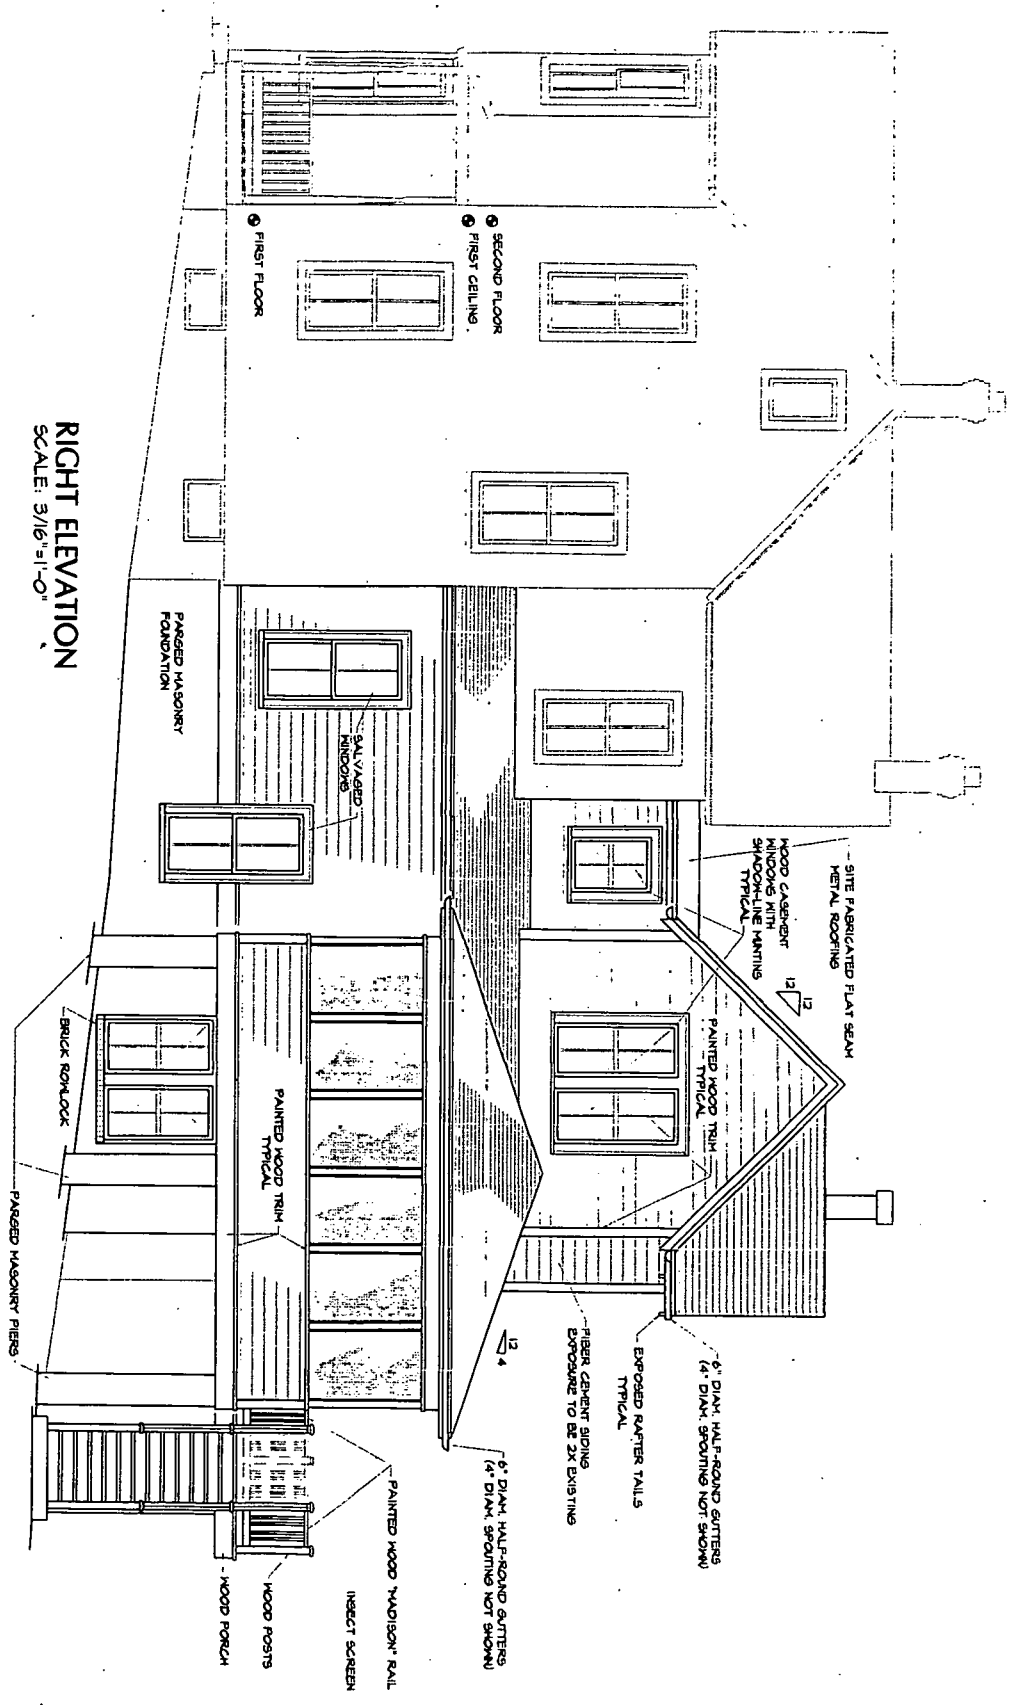 SITE FABRICATED FLAT SEAM
METAL ROOFING
WOOD CASEMENT
WINDOWS WITH
SHADOW-LINE MUNTINS
TYPICAL
12
12
PAINTED WOOD TRIM
TYPICAL
6" DIAM. HALF-ROUND GUTTERS
(4" DIAM. SPOUTING NOT SHOWN)
EXPOSED RAFTER TAILS
TYPICAL
FIBER CEMENT SIDING
EXPOSURE TO BE 2X EXISTING
12
4
6" DIAM. HALF-ROUND GUTTERS
(4" DIAM. SPOUTING NOT SHOWN)
SECOND FLOOR
FIRST CEILING
FIRST FLOOR
SALVAGED
WINDOWS
PAINTED WOOD "MADISON" RAIL
INSECT SCREEN
PAINTED WOOD TRIM
TYPICAL
WOOD POSTS
WOOD PORCH
PARGED MASONRY
FOUNDATION
BRICK ROWLOCK
PARGED MASONRY PIERS
RIGHT ELEVATION
SCALE: 3/16"=1'-0"